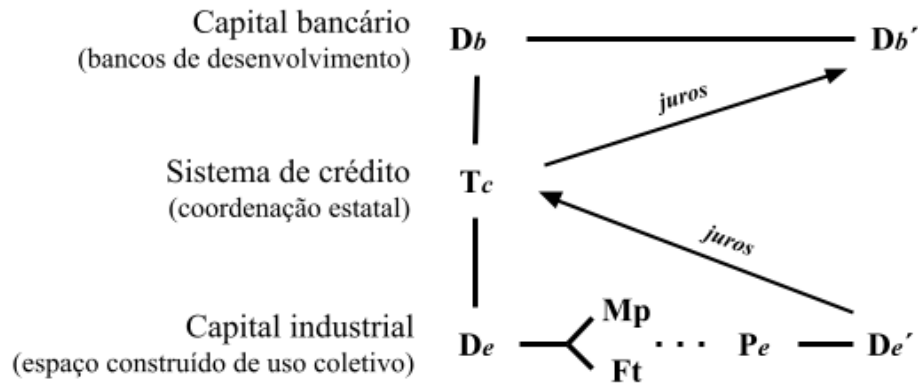 Capital bancário
(bancos de desenvolvimento)
Db
Db´
juros
Sistema de crédito
(coordenação estatal)
Tc
juros
Capital industrial
(espaço construído de uso coletivo)
De
Mp
Ft
. . .
Pe
De´